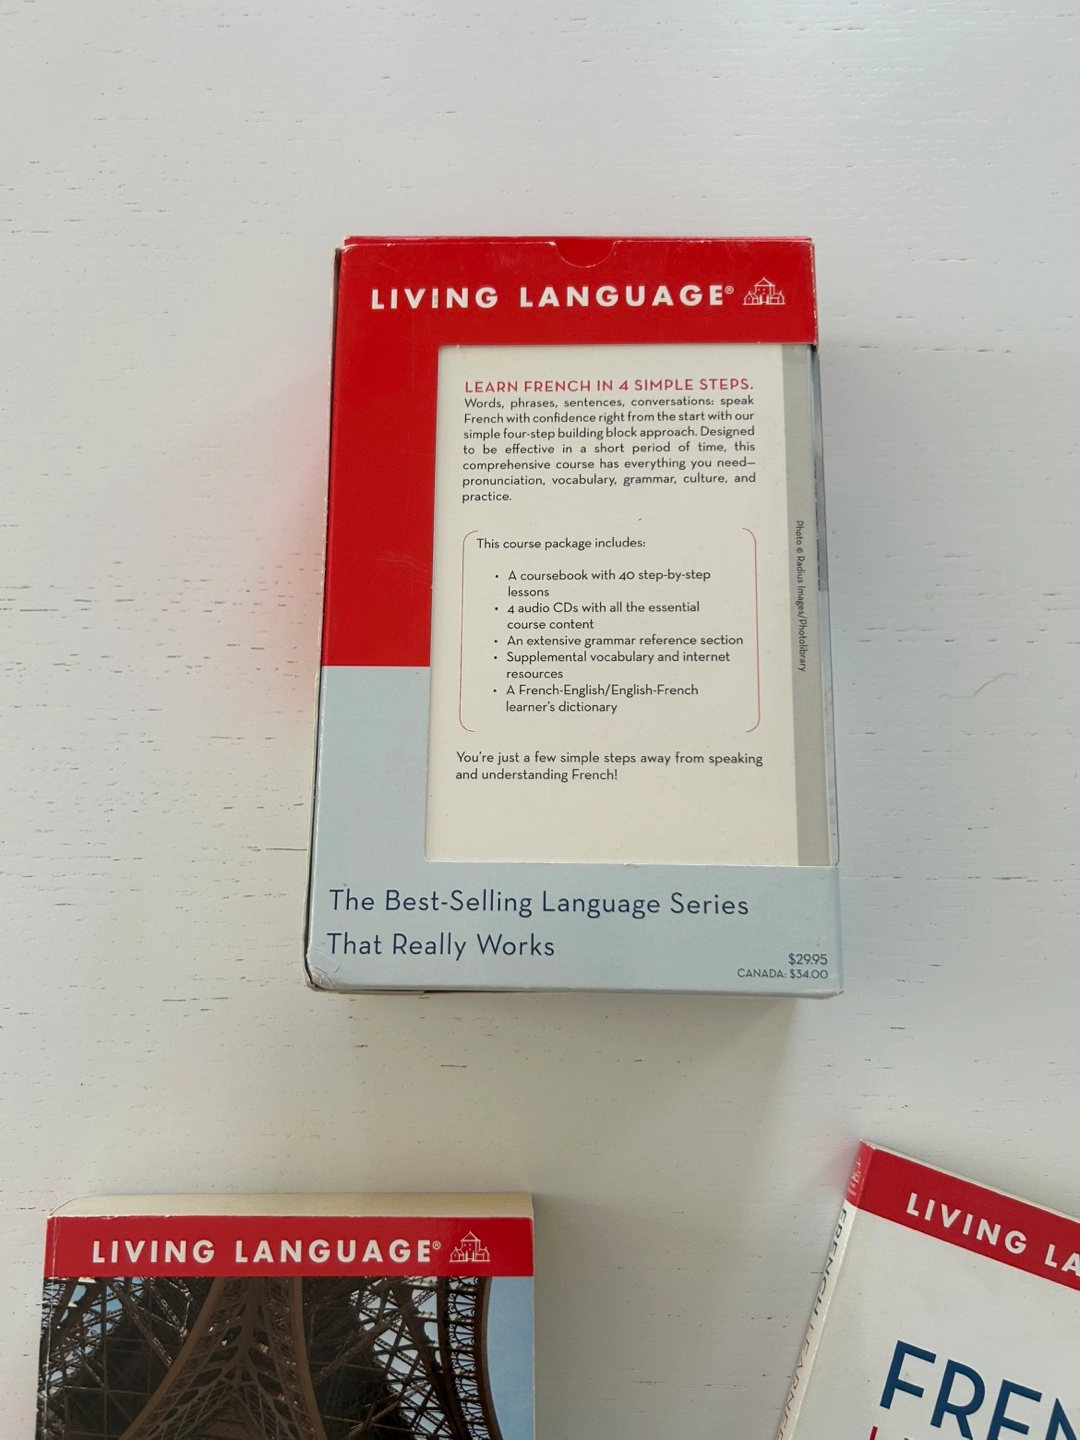 LIVING LANGUAGE®
LEARN FRENCH IN 4 SIMPLE STEPS.
Words, phrases, sentences, conversations: speak
French with confidence right from the start with our
simple four-step building block approach. Designed
to be effective in a short period of time, this
comprehensive course has everything you need—
pronunciation, vocabulary, grammar, culture, and
practice.
This course package includes:
• A coursebook with 40 step-by-step
lessons
• 4 audio CDs with all the essential
course content
• An extensive grammar reference section
• Supplemental vocabulary and internet
resources
• A French-English/English-French
learner's dictionary
You're just a few simple steps away from speaking
and understanding French!
Photo © Radius Images/Photolibrary
The Best-Selling Language Series
That Really Works
$29.95
CANADA: $34.00
LIVING LANGUAGE®
LIVING LA
FRENCH LEARNE
FREN